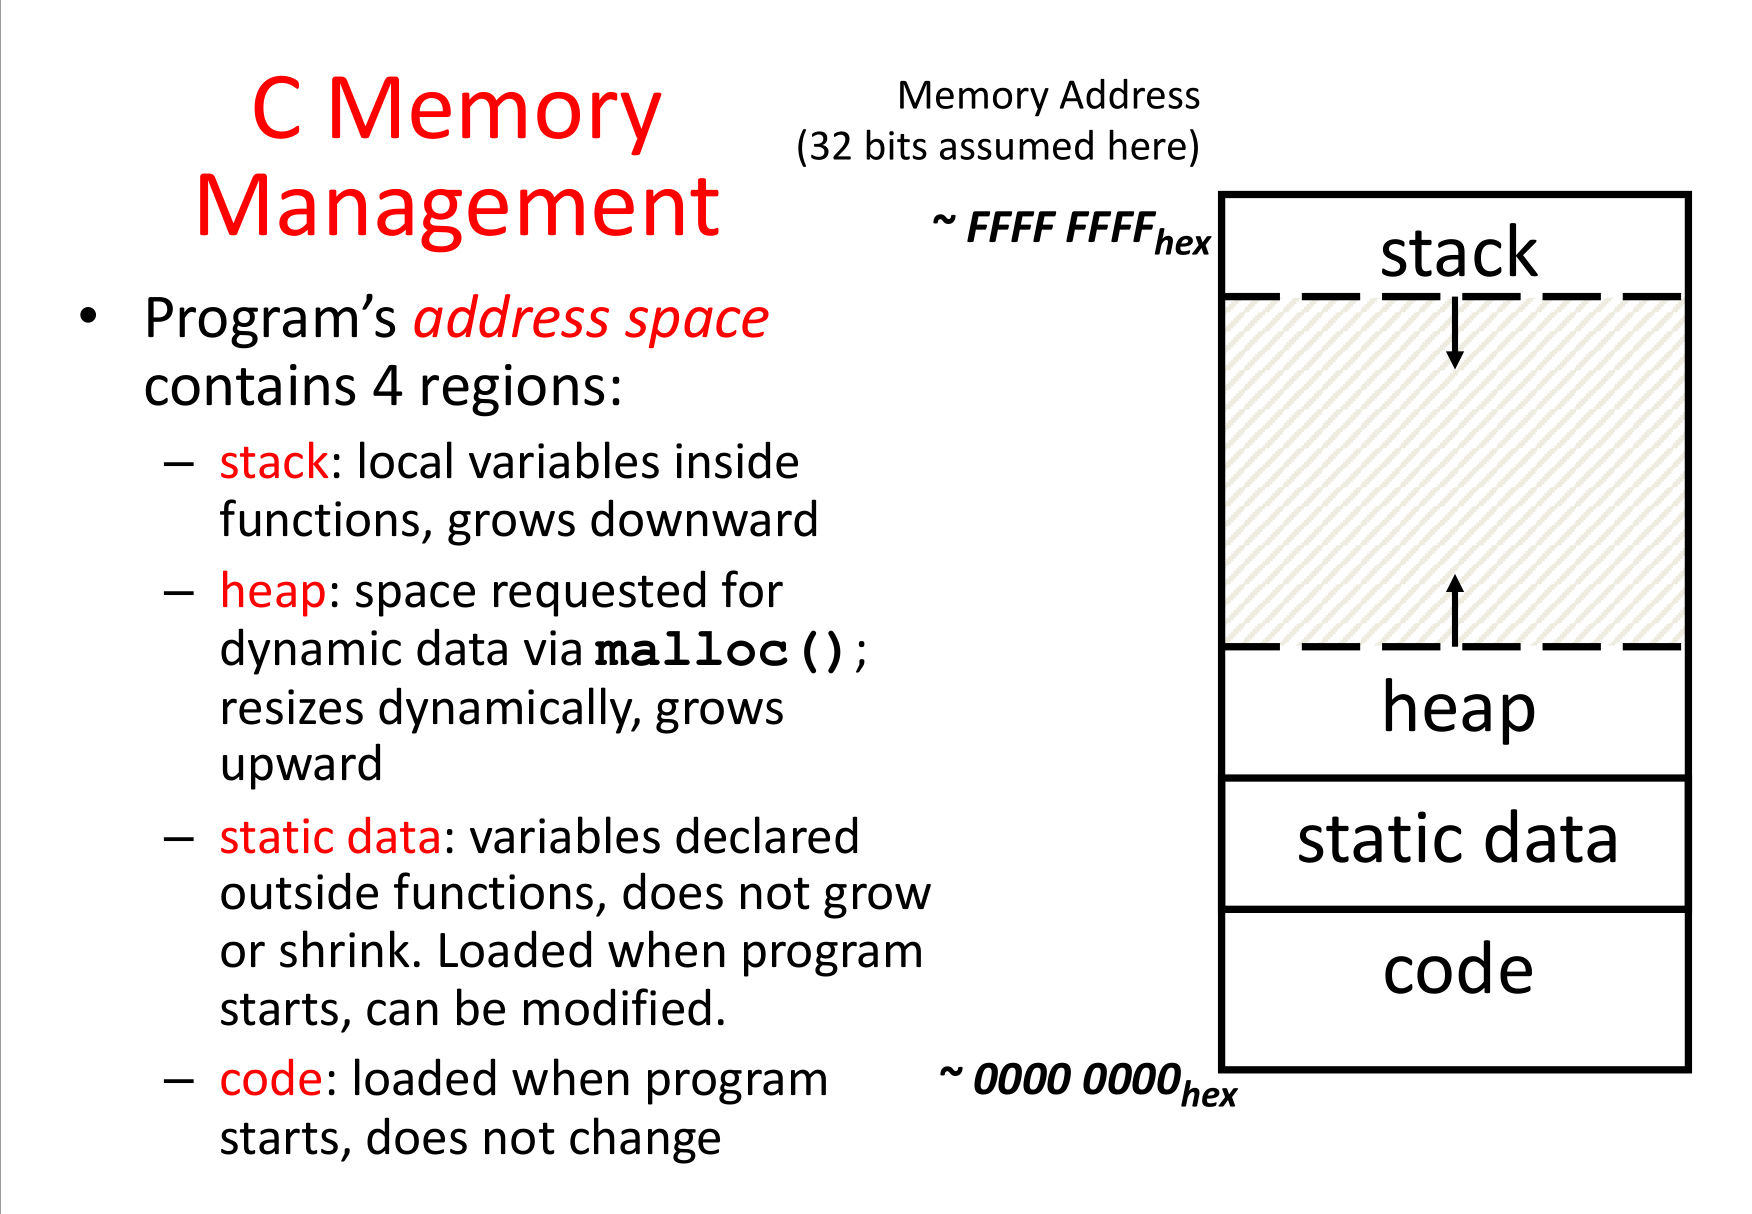 C Memory
Management
Memory Address
(32 bits assumed here)
~ FFFF FFFFhex
• Program’s address space
contains 4 regions:
– stack: local variables inside
functions, grows downward
– heap: space requested for
dynamic data via malloc();
resizes dynamically, grows
upward
– static data: variables declared
outside functions, does not grow
or shrink. Loaded when program
starts, can be modified.
– code: loaded when program
starts, does not change
stack
heap
static data
code
~ 0000 0000hex